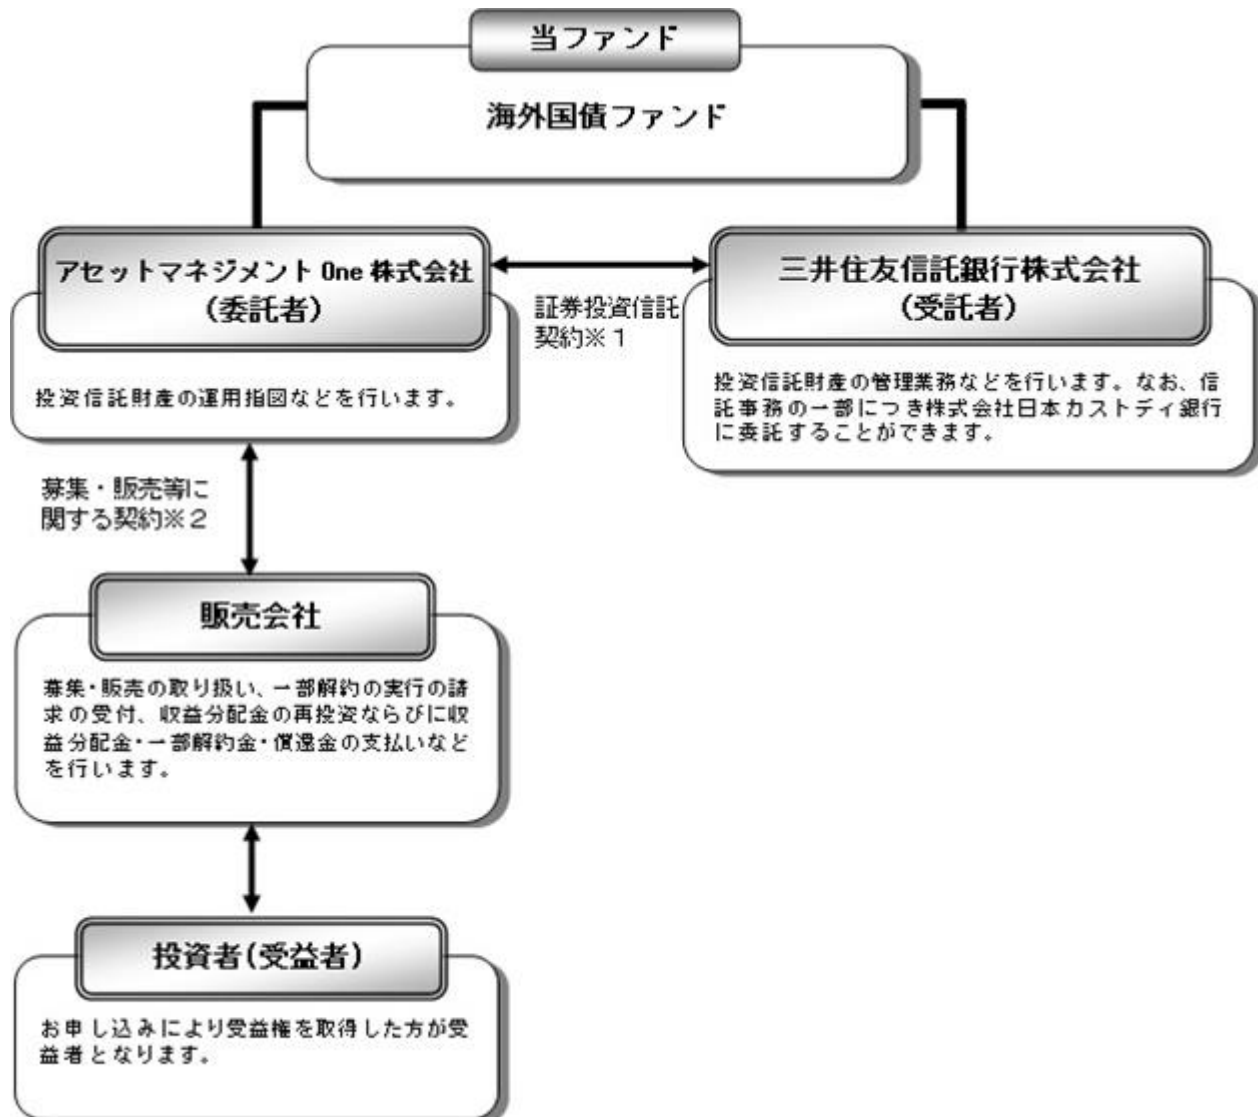 当ファンド
海外国債ファンド
アセットマネジメント One 株式会社
(委託者)
投資信託財産の運用指図などを行います。
証券投資信託
契約※1
三井住友信託銀行株式会社
(受託者)
投資信託財産の管理業務などを行います。なお、信
託事務の一部につき株式会社日本カストディ銀行
に委託することができます。
募集・販売等に
関する契約※2
販売会社
募集・販売の取り扱い、一部解約の実行の請
求の受付、収益分配金の再投資ならびに収
益分配金・一部解約金・償還金の支払いなど
を行います。
投資者(受益者)
お申し込みにより受益権を取得した方が受
益者となります。